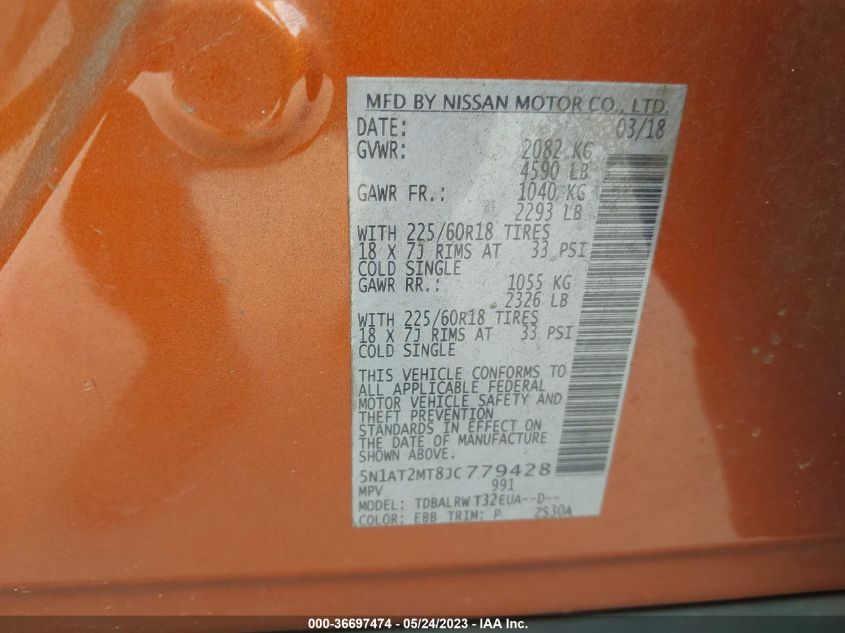 MFD BY NISSAN MOTOR CO., LTD.
DATE: 03/18
GVWR: 2082 KG
4590 LB
GAWR FR.: 1040 KG
2293 LB
WITH 225/60R18 TIRES
18 X 7J RIMS AT 33 PSI
COLD SINGLE
GAWR RR.: 1055 KG
2326 LB
WITH 225/60R18 TIRES
18 X 7J RIMS AT 33 PSI
COLD SINGLE
THIS VEHICLE CONFORMS TO
ALL APPLICABLE FEDERAL
MOTOR VEHICLE SAFETY AND
THEFT PREVENTION
STANDARDS IN EFFECT ON
THE DATE OF MANUFACTURE
SHOWN ABOVE.
5N1AT2MT8JC779428
MPV 991
MODEL: TDBALRW T32EUA--D--
COLOR: EBB TRIM: P 2S30A
000-36697474 — 05/24/2023 — IAA Inc.